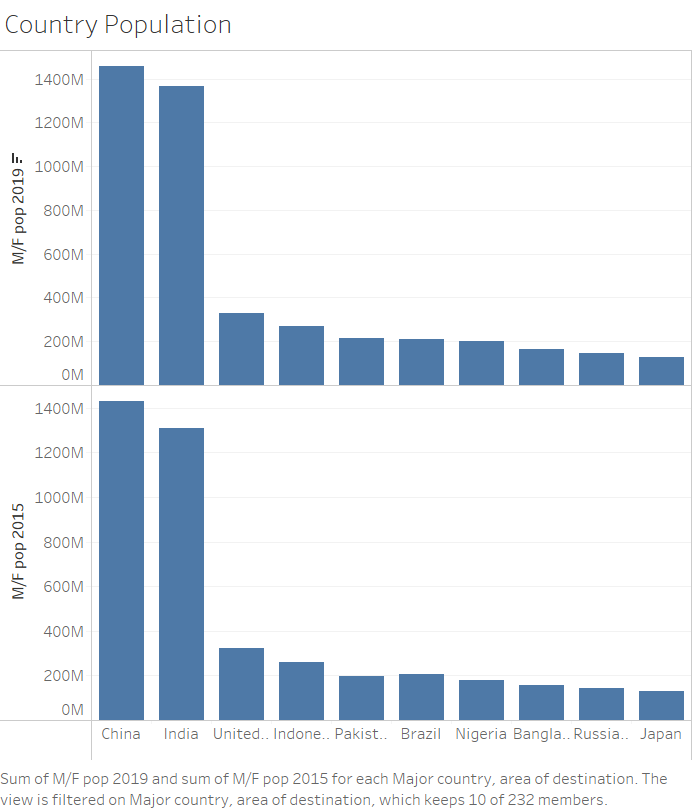 Country Population
M/F pop 2019
1400M
1200M
1000M
800M
600M
400M
200M
0M
M/F pop 2015
1400M
1200M
1000M
800M
600M
400M
200M
0M
China India United.. Indone.. Pakist.. Brazil Nigeria Bangla.. Russia.. Japan
Sum of M/F pop 2019 and sum of M/F pop 2015 for each Major country, area of destination. The
view is filtered on Major country, area of destination, which keeps 10 of 232 members.